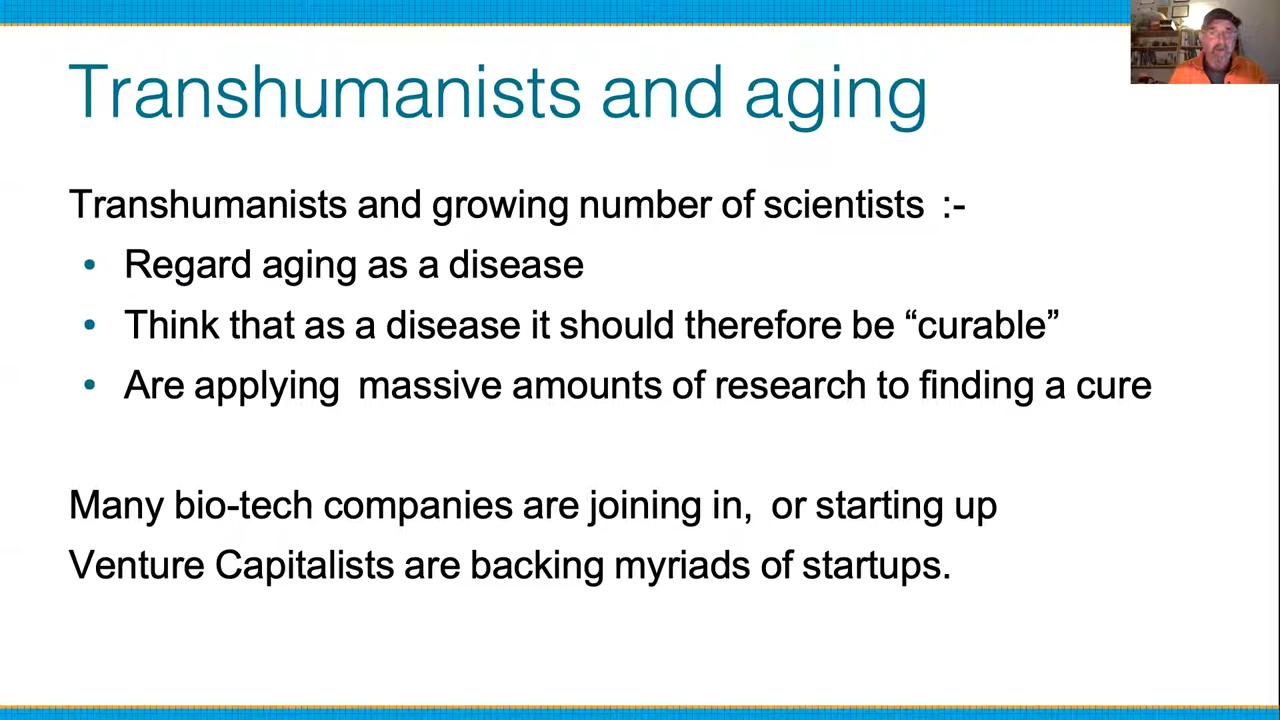 Transhumanists and aging
Transhumanists and growing number of scientists :-
• Regard aging as a disease
• Think that as a disease it should therefore be “curable”
• Are applying massive amounts of research to finding a cure
Many bio-tech companies are joining in, or starting up
Venture Capitalists are backing myriads of startups.